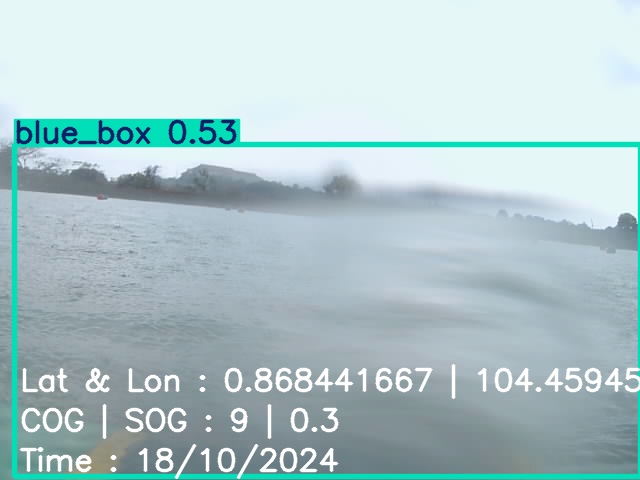 blue_box 0.53
Lat & Lon : 0.868441667 | 104.45945
COG | SOG : 9 | 0.3
Time : 18/10/2024